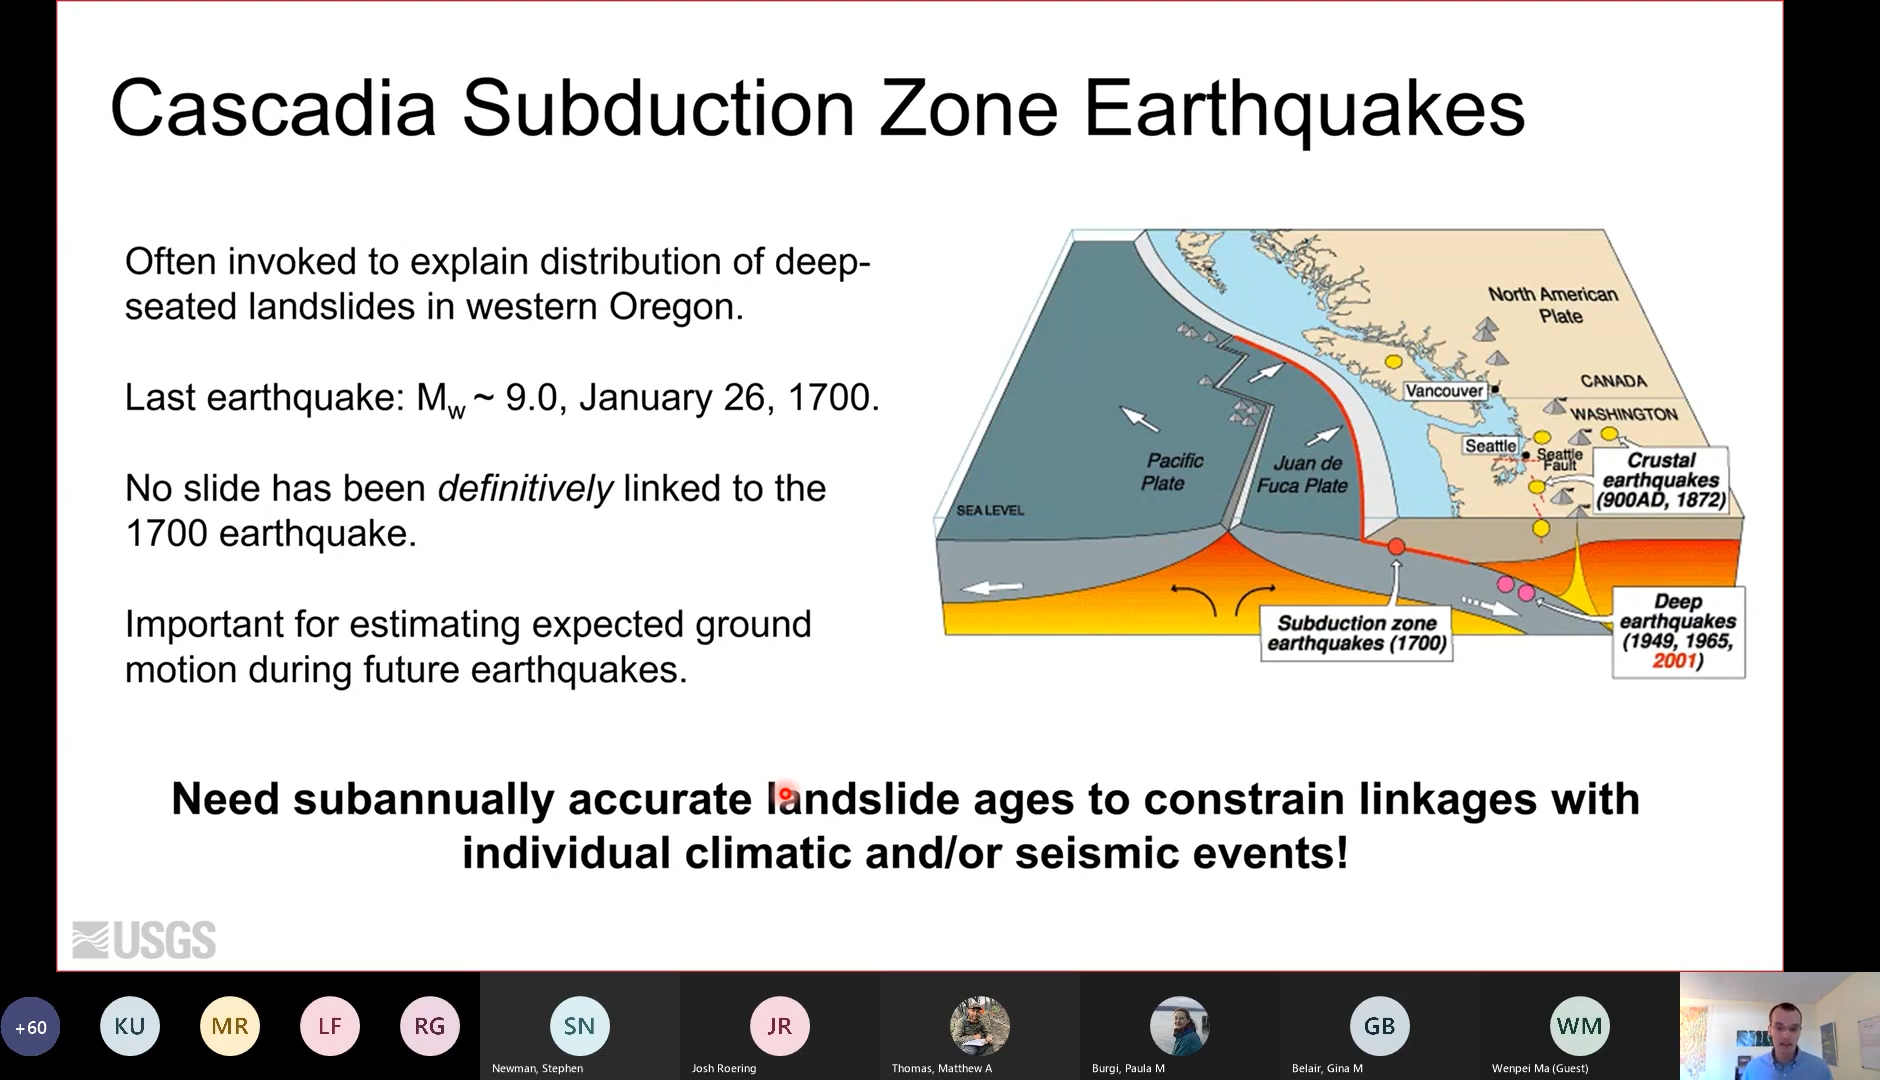 Cascadia Subduction Zone Earthquakes
Often invoked to explain distribution of deep-
seated landslides in western Oregon.
Last earthquake: Mw ~ 9.0, January 26, 1700.
No slide has been definitively linked to the
1700 earthquake.
Important for estimating expected ground
motion during future earthquakes.
North American
Plate
CANADA
Vancouver
WASHINGTON
Seattle
Seattle
Fault
Crustal
earthquakes
(900AD, 1872)
Pacific
Plate
Juan de
Fuca Plate
SEA LEVEL
Subduction zone
earthquakes (1700)
Deep
earthquakes
(1949, 1965,
2001)
Need subannually accurate landslide ages to constrain linkages with
individual climatic and/or seismic events!
USGS
+60
KU
MR
LF
RG
SN
JR
GB
WM
Newman, Stephen
Josh Roering
Thomas, Matthew A
Burgi, Paula M
Belair, Gina M
Wenpei Ma (Guest)